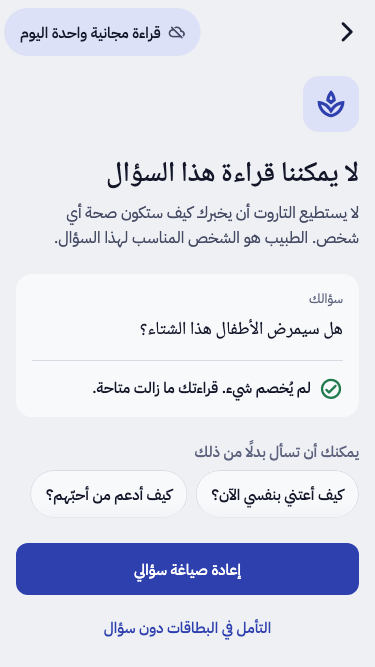 قراءة مجانية واحدة اليوم
لا يمكننا قراءة هذا السؤال
لا يستطيع التاروت أن يخبرك كيف ستكون صحة أي
شخص. الطبيب هو الشخص المناسب لهذا السؤال.
سؤالك
هل سيمرض الأطفال هذا الشتاء؟
لم يُخصم شيء. قراءتك ما زالت متاحة.
يمكنك أن تسأل بدلًا من ذلك
كيف أعتني بنفسي الآن؟
كيف أدعم من أحبّهم؟
إعادة صياغة سؤالي
التأمل في البطاقات دون سؤال